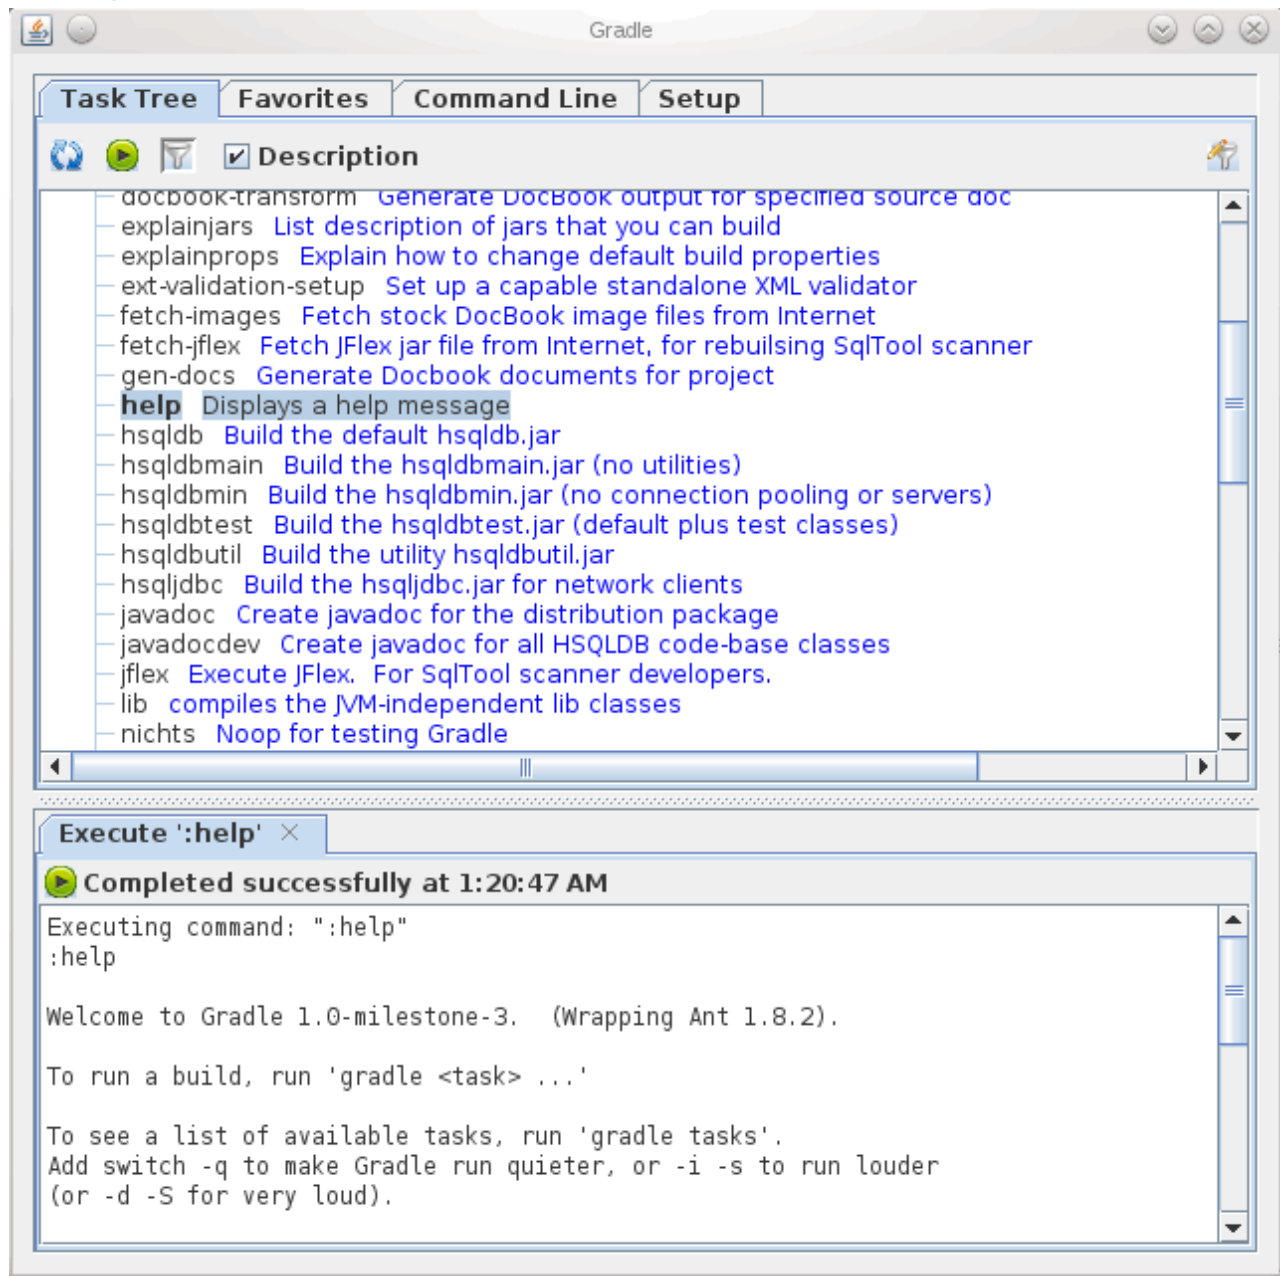 Gradle
Task Tree Favorites Command Line Setup
Description
docbook-transform Generate DocBook output for specified source doc
explainjars List description of jars that you can build
explainprops Explain how to change default build properties
ext-validation-setup Set up a capable standalone XML validator
fetch-images Fetch stock DocBook image files from Internet
fetch-jflex Fetch JFlex jar file from Internet, for rebuilsing SqlTool scanner
gen-docs Generate Docbook documents for project
help Displays a help message
hsqldb Build the default hsqldb.jar
hsqldbmain Build the hsqldbmain.jar (no utilities)
hsqldbmin Build the hsqldbmin.jar (no connection pooling or servers)
hsqldbtest Build the hsqldbtest.jar (default plus test classes)
hsqldbutil Build the utility hsqldbutil.jar
hsqljdbc Build the hsqljdbc.jar for network clients
javadoc Create javadoc for the distribution package
javadocdev Create javadoc for all HSQLDB code-base classes
jflex Execute JFlex. For SqlTool scanner developers.
lib compiles the JVM-independent lib classes
nichts Noop for testing Gradle
Execute ':help'
Completed successfully at 1:20:47 AM
Executing command: ":help"
:help
Welcome to Gradle 1.0-milestone-3. (Wrapping Ant 1.8.2).
To run a build, run 'gradle <task> ...'
To see a list of available tasks, run 'gradle tasks'.
Add switch -q to make Gradle run quieter, or -i -s to run louder
(or -d -S for very loud).